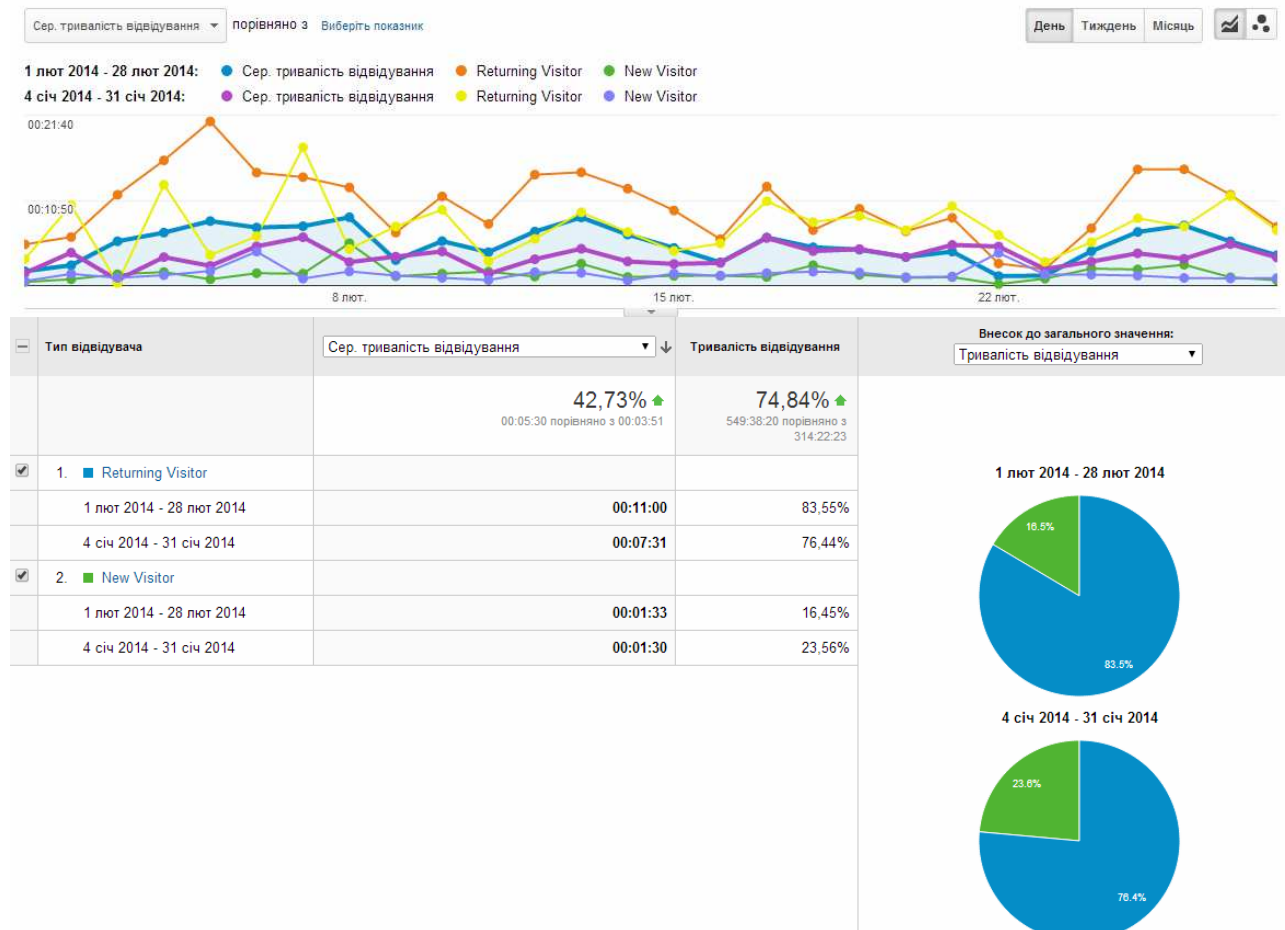 Сер. тривалість відвідування порівняно з Виберіть показник День Тиждень Місяць
1 лют 2014 - 28 лют 2014: Сер. тривалість відвідування Returning Visitor New Visitor
4 січ 2014 - 31 січ 2014: Сер. тривалість відвідування Returning Visitor New Visitor
00:21:40
00:10:50
8 лют. 15 лют. 22 лют.
Тип відвідувача Сер. тривалість відвідування Тривалість відвідування
Внесок до загального значення:
Тривалість відвідування
42,73% 74,84%
00:05:30 порівняно з 00:03:51 549:38:20 порівняно з
314:22:23
1. Returning Visitor
1 лют 2014 - 28 лют 2014 00:11:00 83,55%
4 січ 2014 - 31 січ 2014 00:07:31 76,44%
2. New Visitor
1 лют 2014 - 28 лют 2014 00:01:33 16,45%
4 січ 2014 - 31 січ 2014 00:01:30 23,56%
1 лют 2014 - 28 лют 2014
16.5%
83.5%
4 січ 2014 - 31 січ 2014
23.6%
76.4%